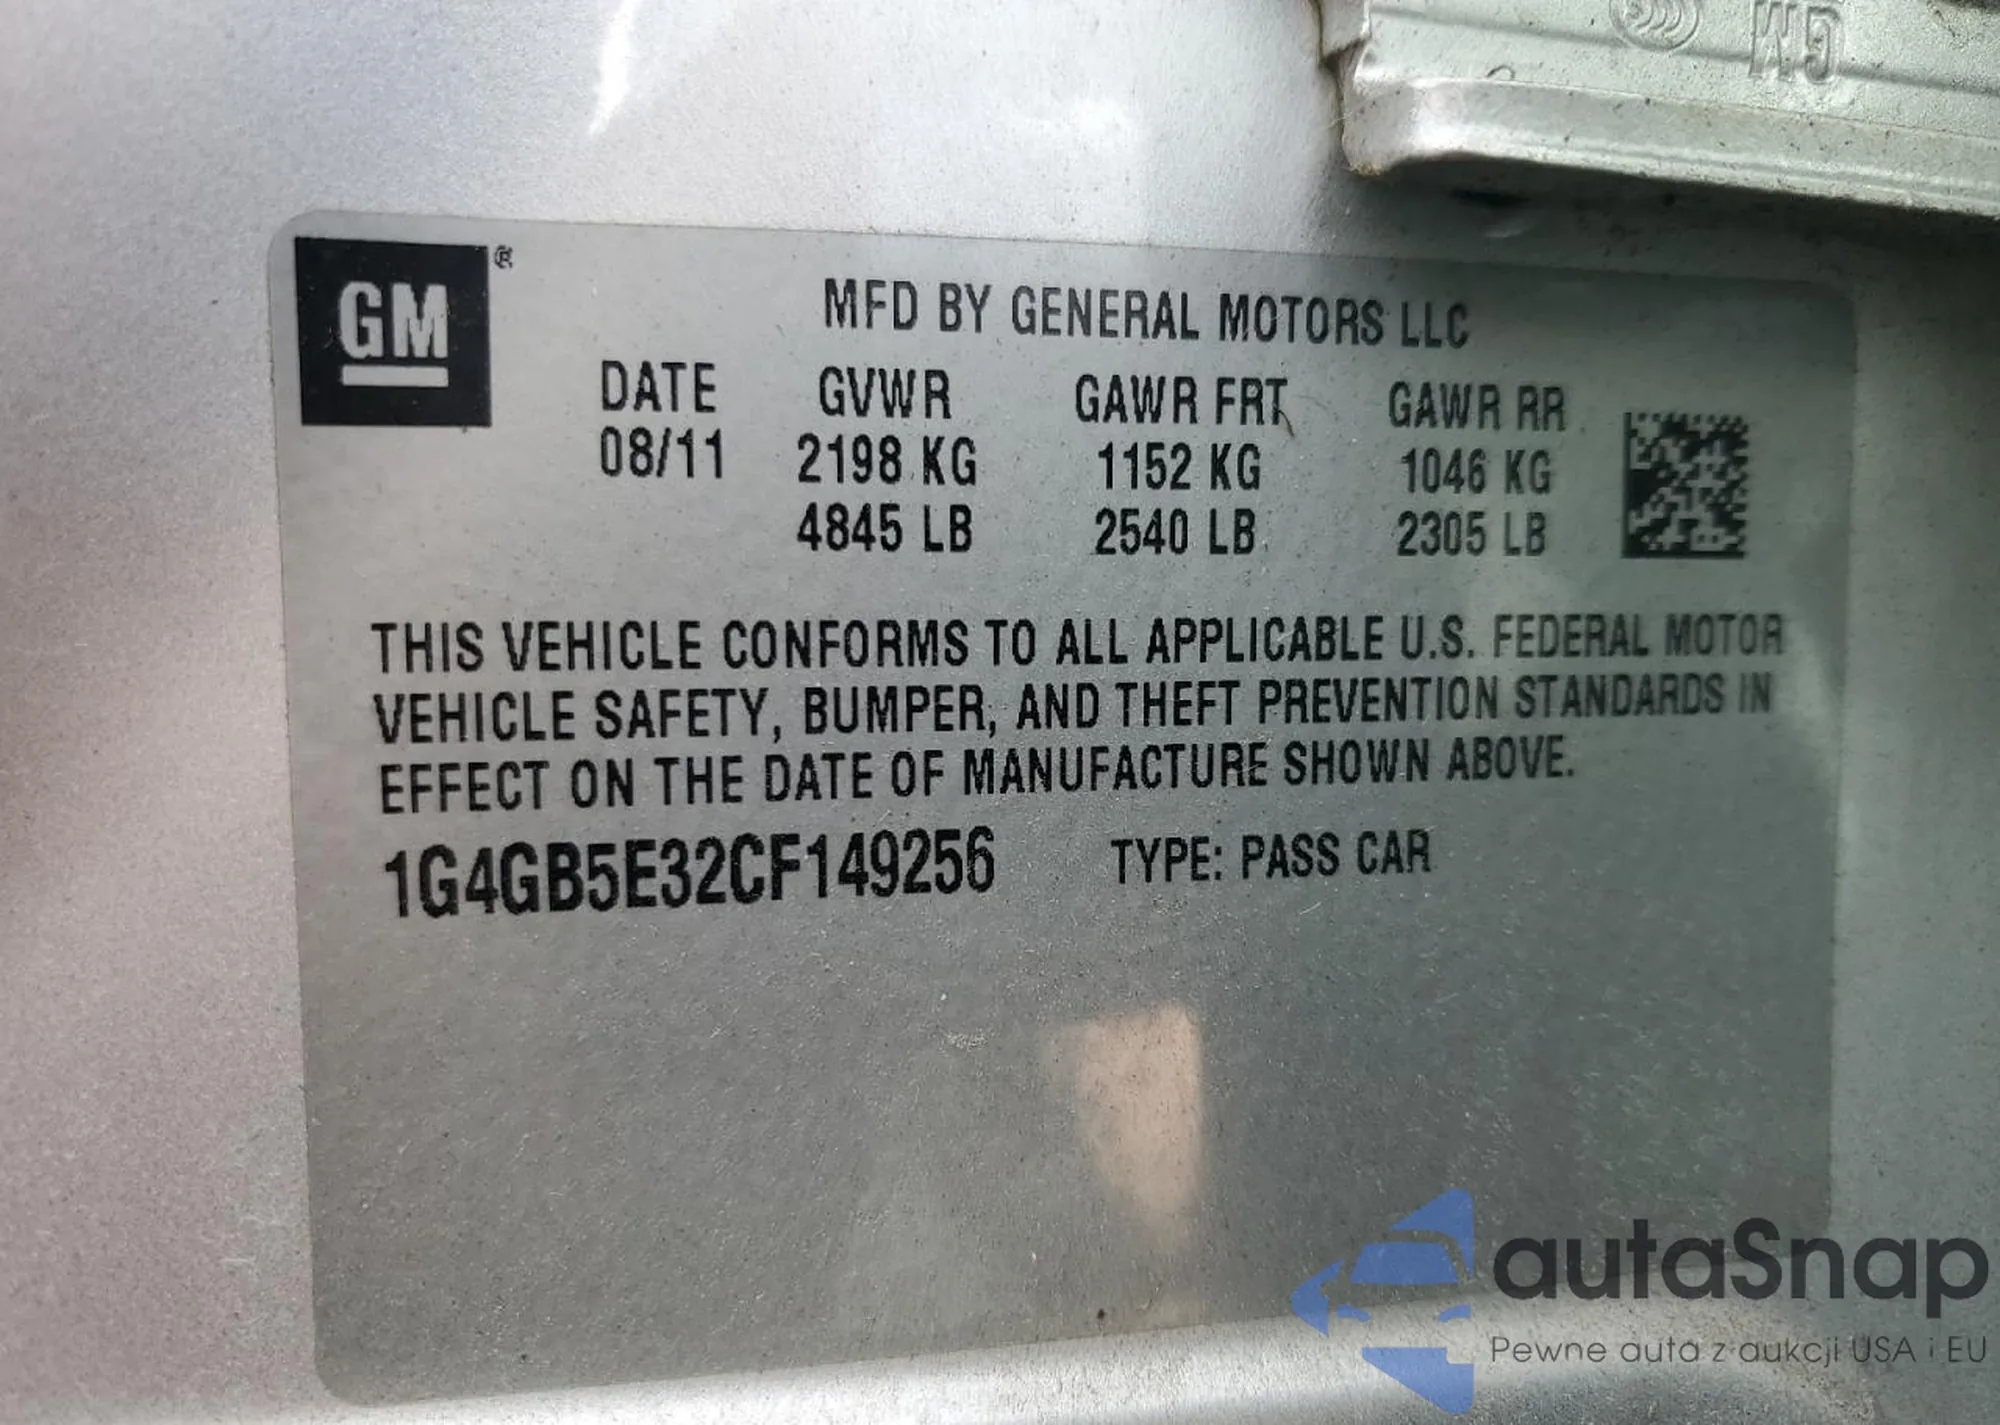 GM
GM®
MFD BY GENERAL MOTORS LLC
DATE GVWR GAWR FRT GAWR RR
08/11 2198 KG 1152 KG 1046 KG
4845 LB 2540 LB 2305 LB
THIS VEHICLE CONFORMS TO ALL APPLICABLE U.S. FEDERAL MOTOR
VEHICLE SAFETY, BUMPER, AND THEFT PREVENTION STANDARDS IN
EFFECT ON THE DATE OF MANUFACTURE SHOWN ABOVE.
1G4GB5E32CF149256 TYPE: PASS CAR
autaSnap
Pewne auta z aukcji USA i EU